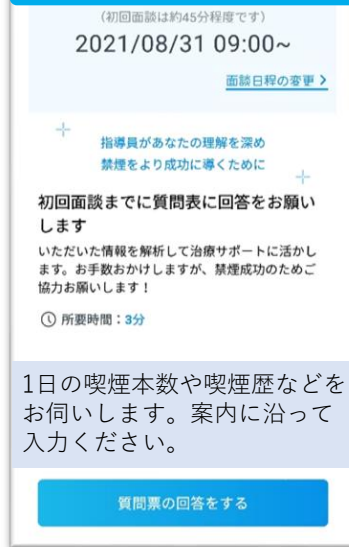 (初回面談は約45分程度です)
2021/08/31 09:00~
面談日程の変更 >
指導員があなたの理解を深め
禁煙をより成功に導くために
初回面談までに質問表に回答をお願い
します
いただいた情報を解析して治療サポートに活かし
ます。お手数おかけしますが、禁煙成功のためご
協力お願いします！
所要時間：3分
1日の喫煙本数や喫煙歴などを
お伺いします。案内に沿って
入力ください。
質問票の回答をする